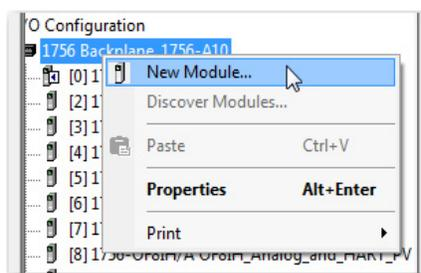 /O Configuration
1756 Backplane, 1756-A10
[0] 1
New Module...
[2] 1
Discover Modules...
[3] 1
[4] 1
Paste Ctrl+V
[5] 1
[6] 1
Properties Alt+Enter
[7] 1
Print
[8] 1756-OF8IH/A OF8IH_Analog_and_HART_PV